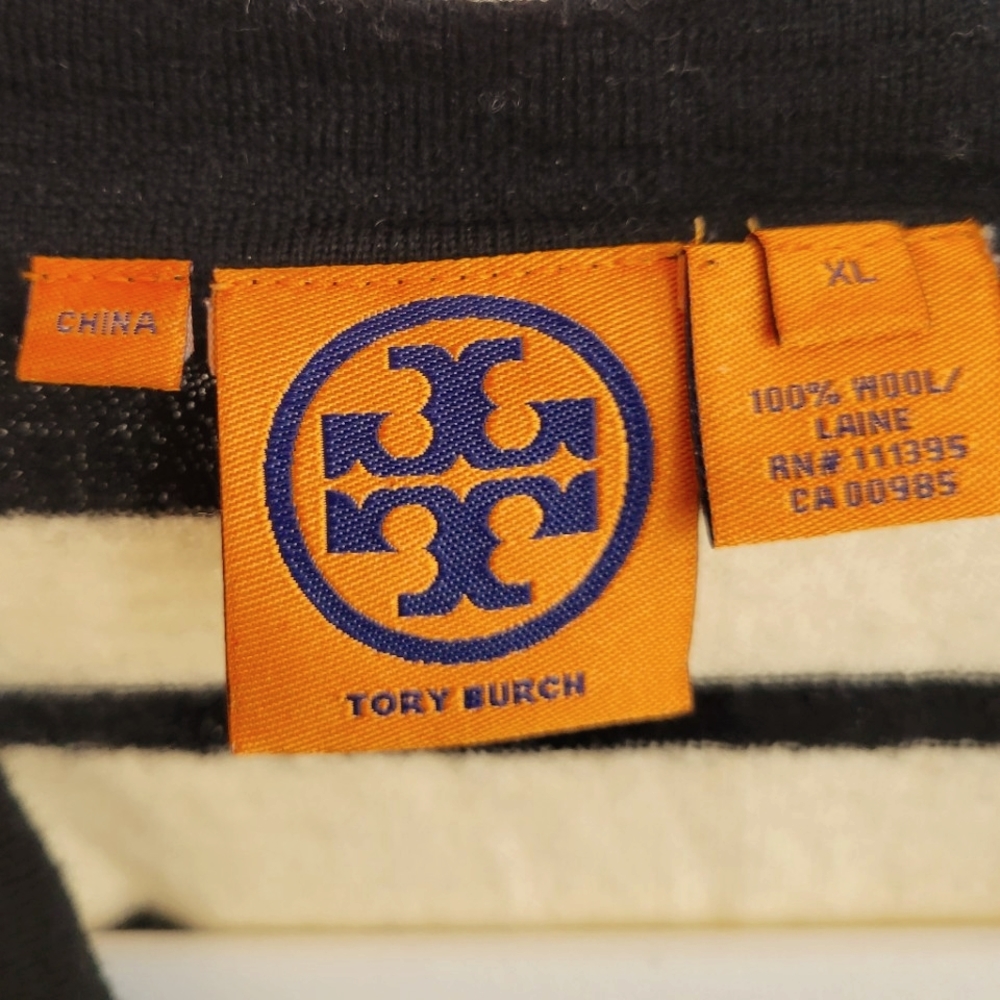 CHINA
TORY BURCH
XL
100% WOOL/
LAINE
RN# 111395
CA 00985